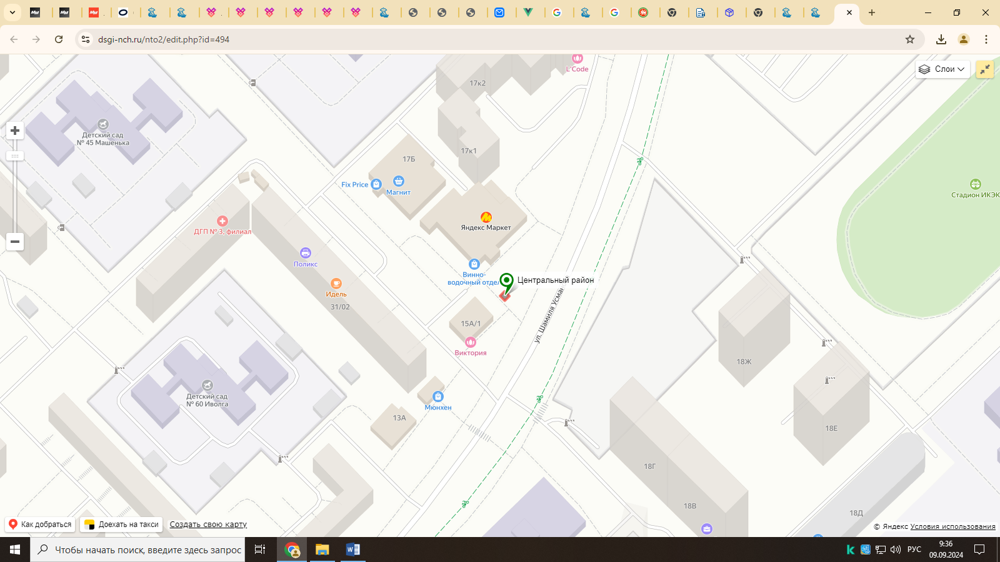 dsgi-nch.ru/nto2/edit.php?id=494
Слои
L'Code
17к2
Детский сад
№ 45 Машенька
17к1
17Б
Fix Price
Магнит
Стадион ИКЭК
Яндекс Маркет
ДГП № 3, филиал
Поликс
Винно-
водочный отдел
Центральный район
Идель
31/02
ул. Шамиля Усман
15А/1
Виктория
18Ж
Детский сад
№ 60 Иволга
Мюнхен
13А
18Е
18Г
18В
18Д
Как добраться
Доехать на такси
Создать свою карту
© Яндекс Условия использования
Чтобы начать поиск, введите здесь запрос
РУС
9:36
09.09.2024